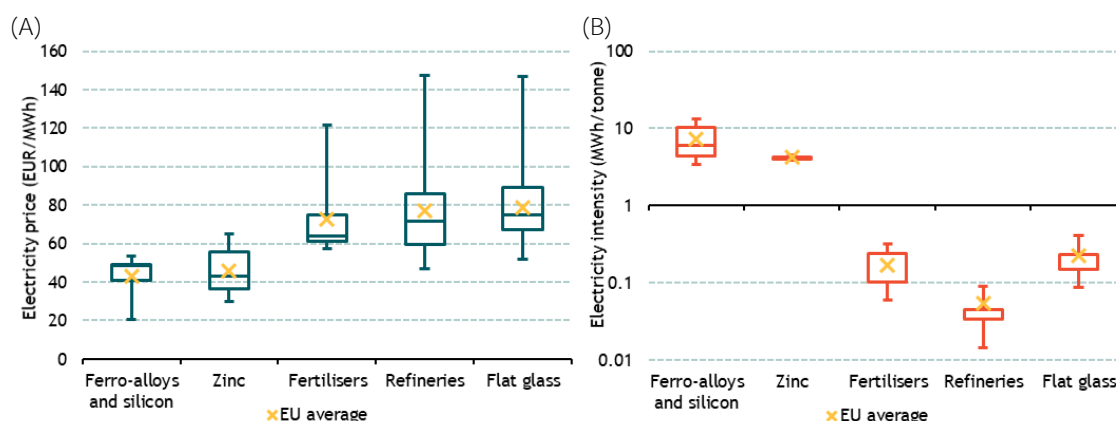 (A)
Electricity price (EUR/MWh)
160
140
120
100
80
60
40
20
0
Ferro-alloys and silicon
Zinc
Fertilisers
Refineries
Flat glass
EU average
(B)
Electricity intensity (MWh/tonne)
100
10
1
0.1
0.01
Ferro-alloys and silicon
Zinc
Fertilisers
Refineries
Flat glass
EU average